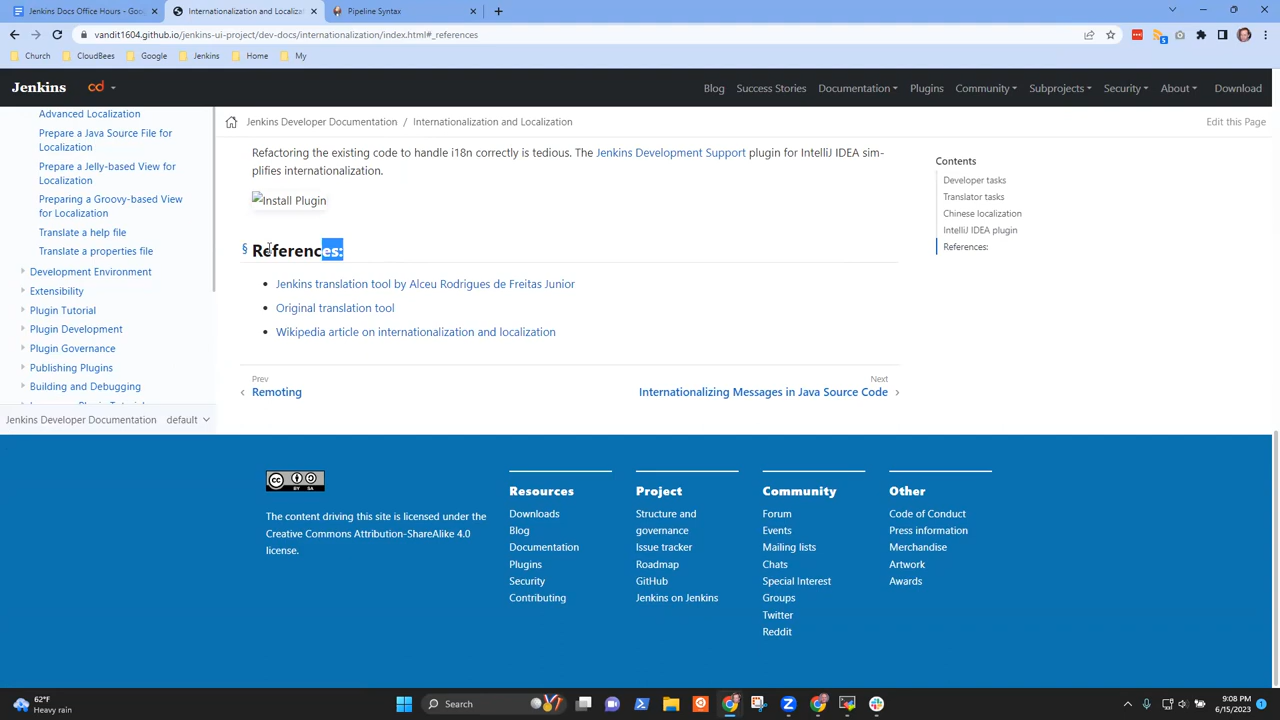 Jenkins Docs Office Hours - Goo
Internationalization and Localizat
Pipeline Syntax
vandit1604.github.io/jenkins-ui-project/dev-docs/internationalization/index.html#_references
Church
CloudBees
Google
Jenkins
Home
My
5
Jenkins
cd
Blog
Success Stories
Documentation
Plugins
Community
Subprojects
Security
About
Download
Advanced Localization
Prepare a Java Source File for
Localization
Prepare a Jelly-based View for
Localization
Preparing a Groovy-based View
for Localization
Translate a help file
Translate a properties file
Development Environment
Extensibility
Plugin Tutorial
Plugin Development
Plugin Governance
Publishing Plugins
Building and Debugging
Jenkins Developer Documentation default
Jenkins Developer Documentation / Internationalization and Localization
Edit this Page
Refactoring the existing code to handle i18n correctly is tedious. The Jenkins Development Support plugin for IntelliJ IDEA sim-
plifies internationalization.
Install Plugin
§ References:
Jenkins translation tool by Alceu Rodrigues de Freitas Junior
Original translation tool
Wikipedia article on internationalization and localization
Prev
Remoting
Next
Internationalizing Messages in Java Source Code
Contents
Developer tasks
Translator tasks
Chinese localization
IntelliJ IDEA plugin
References:
The content driving this site is licensed under the
Creative Commons Attribution-ShareAlike 4.0
license.
Resources
Downloads
Blog
Documentation
Plugins
Security
Contributing
Project
Structure and
governance
Issue tracker
Roadmap
GitHub
Jenkins on Jenkins
Community
Forum
Events
Mailing lists
Chats
Special Interest
Groups
Twitter
Reddit
Other
Code of Conduct
Press information
Merchandise
Artwork
Awards
62°F
Heavy rain
Search
9:08 PM
6/15/2023